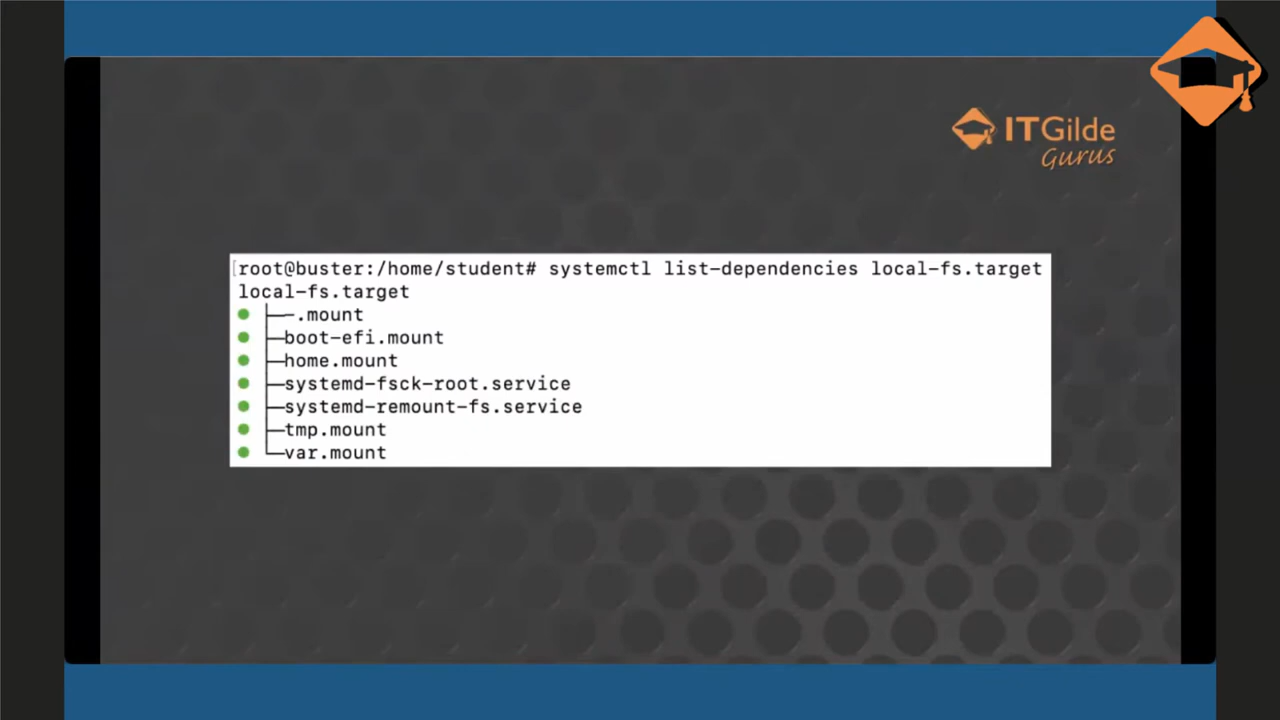 ITGilde
Gurus
[root@buster:/home/student# systemctl list-dependencies local-fs.target
local-fs.target
● ├─-.mount
● ├─boot-efi.mount
● ├─home.mount
● ├─systemd-fsck-root.service
● ├─systemd-remount-fs.service
● ├─tmp.mount
● └─var.mount